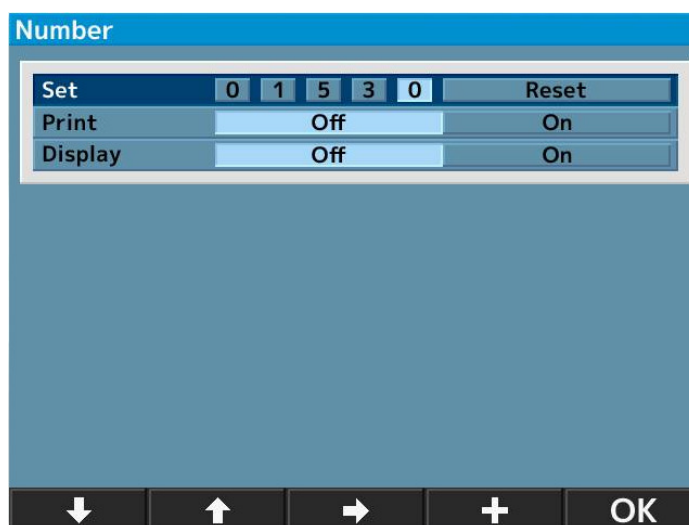 Number
Set 0 1 5 3 0 Reset
Print Off On
Display Off On
OK